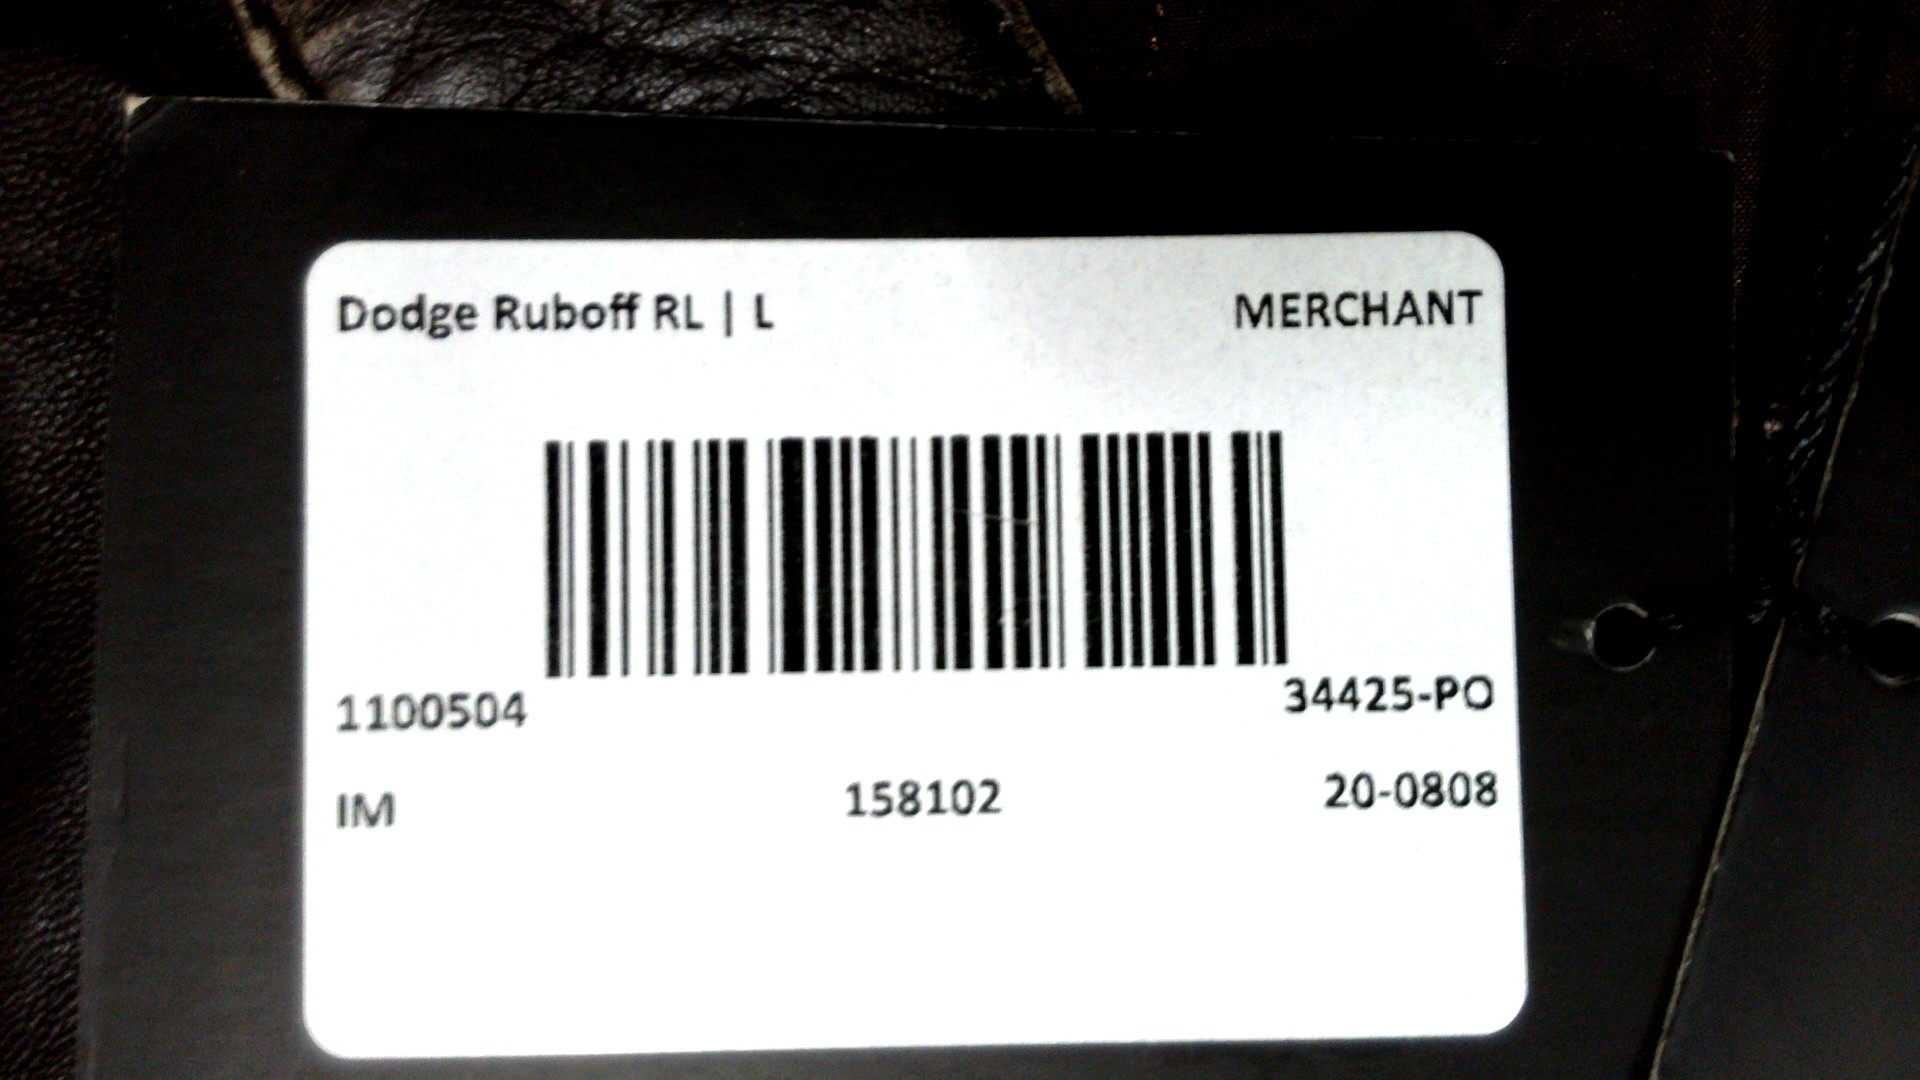 Dodge Ruboff RL | L MERCHANT
1100504 34425-PO
IM 158102 20-0808